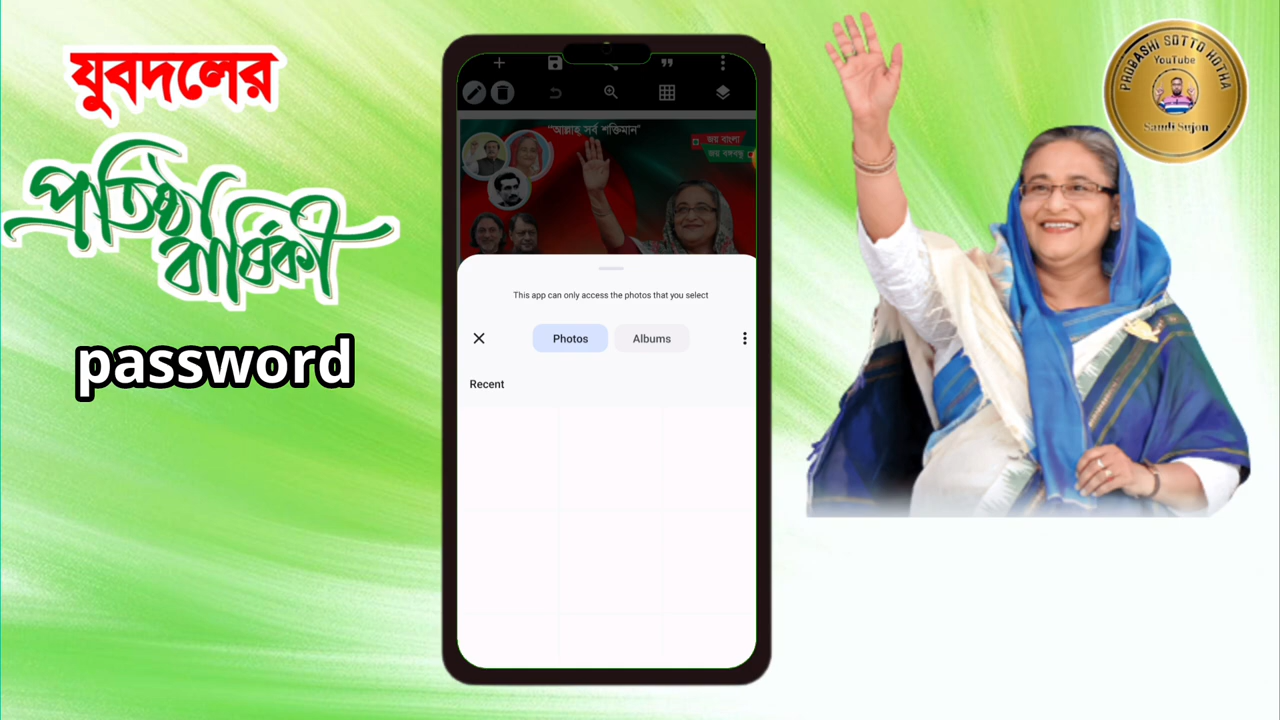 যুবদলের
প্রতিষ্ঠা
বার্ষিকী
password
"আল্লাহু সর্ব শক্তিমান"
জয় বাংলা
জয় বঙ্গবন্ধু
This app can only access the photos that you select
Photos
Albums
Recent
PROBASHI SOTTO KOTHA
YouTube
Samdi Sujon